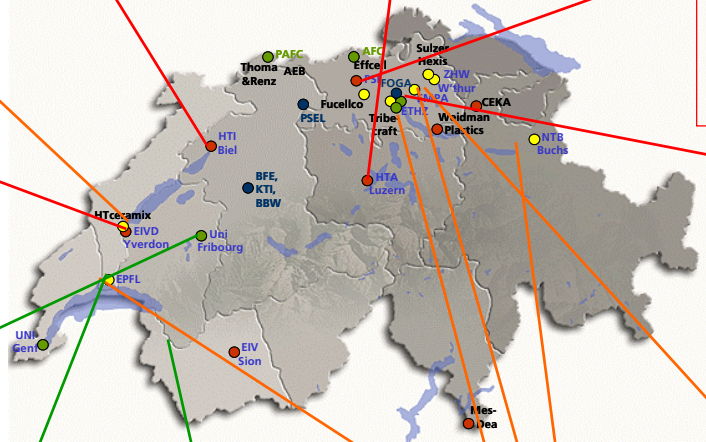 PAFC
AFC
Sulzer
Hexis
Thoma
&Renz
AEB
Effcell
PSI
FOGA
ZHW
W'thur
EMPA
Fucellco
PSEL
ETHZ
CEKA
Tribe
craft
Weidman
Plastics
HTI
Biel
NTB
Buchs
BFE,
KTI,
BBW
HTA
Luzern
HTceramix
EIVD
Yverdon
Uni
Fribourg
EPFL
UNI
Genf
EIV
Sion
Mes-
Dea